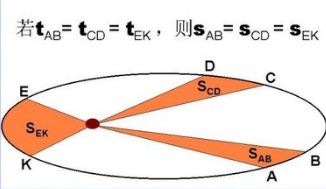 若t_AB = t_CD = t_EK ，则s_AB = s_CD = s_EK
D
C
E
S_CD
S_EK
S_AB
B
K
A